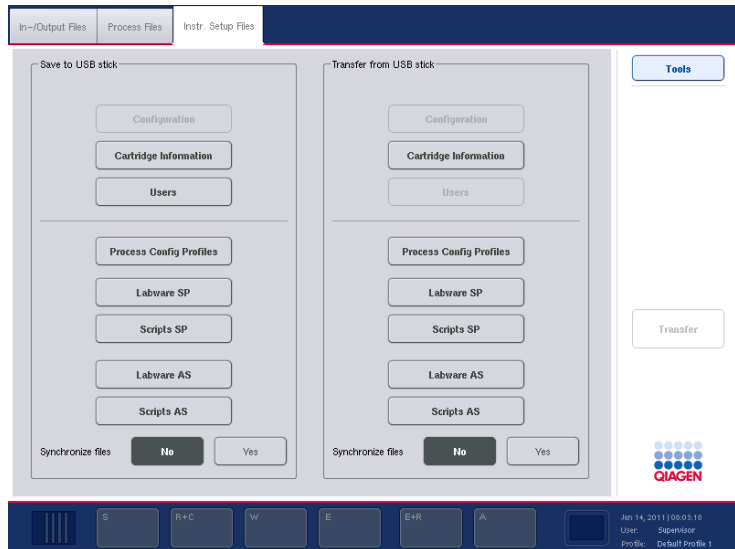 In-/Output Files
Process Files
Instr. Setup Files
Save to USB stick
Configuration
Cartridge Information
Users
Process Config Profiles
Labware SP
Scripts SP
Labware AS
Scripts AS
Synchronize files No Yes
Transfer from USB stick
Configuration
Cartridge Information
Users
Process Config Profiles
Labware SP
Scripts SP
Labware AS
Scripts AS
Synchronize files No Yes
Tools
Transfer
QIAGEN
S
R+C
W
E
E+R
A
Jun 14, 2011 | 08:03:18
User: Supervisor
Profile: Default Profile 1